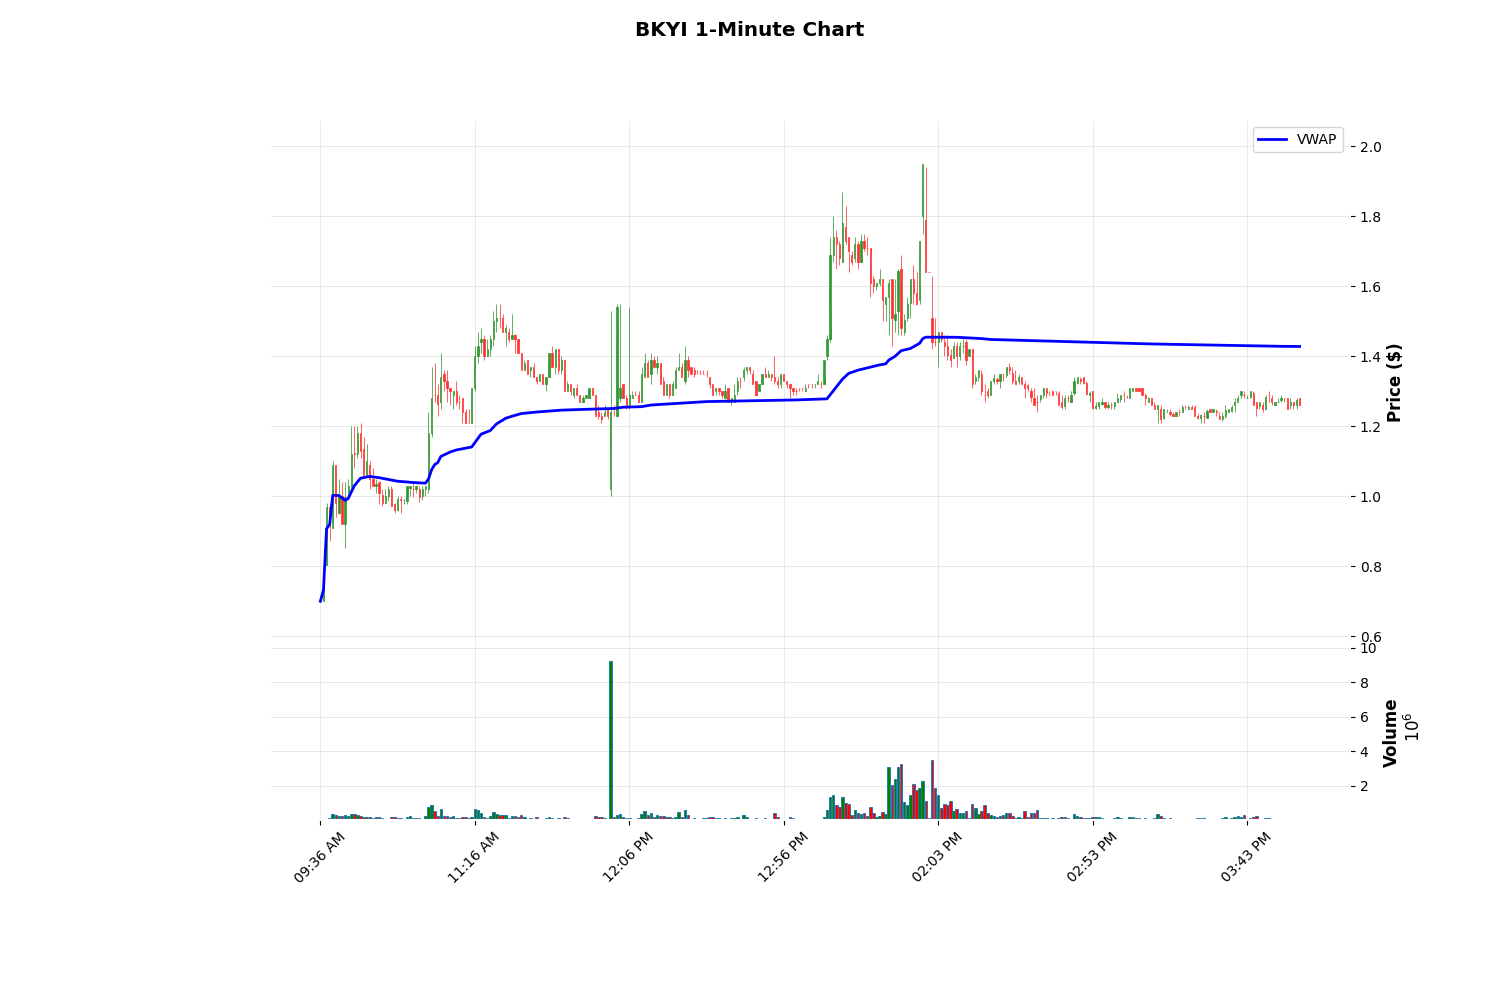 BKYI 1-Minute Chart
VWAP
2.0
1.8
1.6
1.4
1.2
1.0
0.8
0.6
Price ($)
10
8
6
4
2
Volume
10⁶
09:36 AM
11:16 AM
12:06 PM
12:56 PM
02:03 PM
02:53 PM
03:43 PM